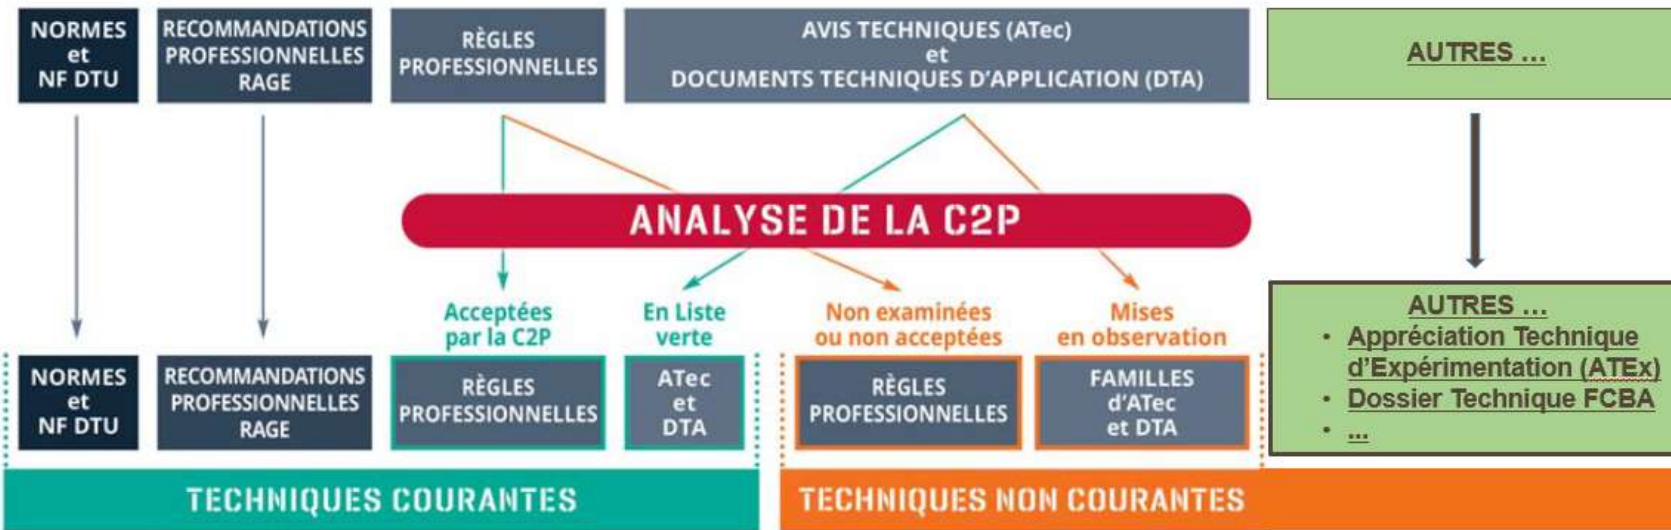 NORMES
et
NF DTU
RECOMMANDATIONS
PROFESSIONNELLES
RAGE
RÈGLES
PROFESSIONNELLES
AVIS TECHNIQUES (ATec)
et
DOCUMENTS TECHNIQUES D'APPLICATION (DTA)
AUTRES ...
ANALYSE DE LA C2P
Acceptées
par la C2P
En Liste
verte
Non examinées
ou non acceptées
Mises
en observation
NORMES
et
NF DTU
RECOMMANDATIONS
PROFESSIONNELLES
RAGE
RÈGLES
PROFESSIONNELLES
ATec
et
DTA
RÈGLES
PROFESSIONNELLES
FAMILLES
d'ATec
et DTA
AUTRES ...
• Appréciation Technique
d'Expérimentation (ATEx)
• Dossier Technique FCBA
• ...
TECHNIQUES COURANTES
TECHNIQUES NON COURANTES